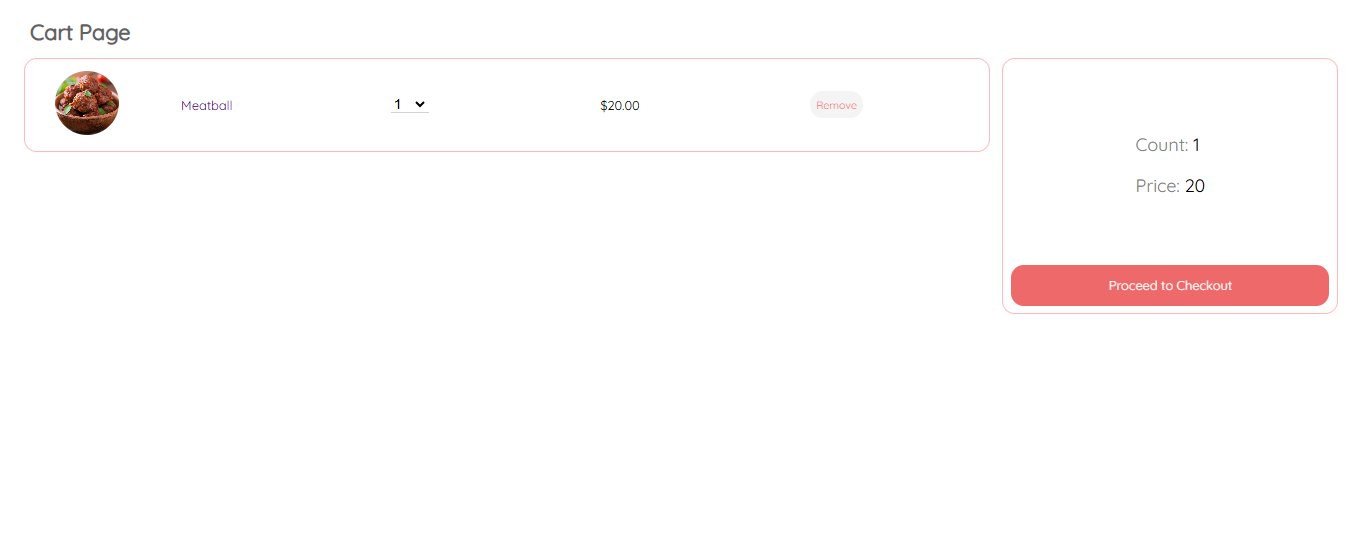 Cart Page
Meatball 1 $20.00 Remove
Count: 1
Price: 20
Proceed to Checkout